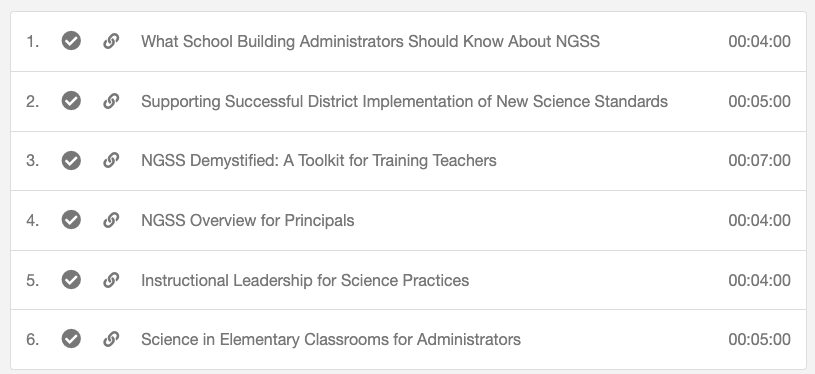 1. What School Building Administrators Should Know About NGSS 00:04:00
2. Supporting Successful District Implementation of New Science Standards 00:05:00
3. NGSS Demystified: A Toolkit for Training Teachers 00:07:00
4. NGSS Overview for Principals 00:04:00
5. Instructional Leadership for Science Practices 00:04:00
6. Science in Elementary Classrooms for Administrators 00:05:00